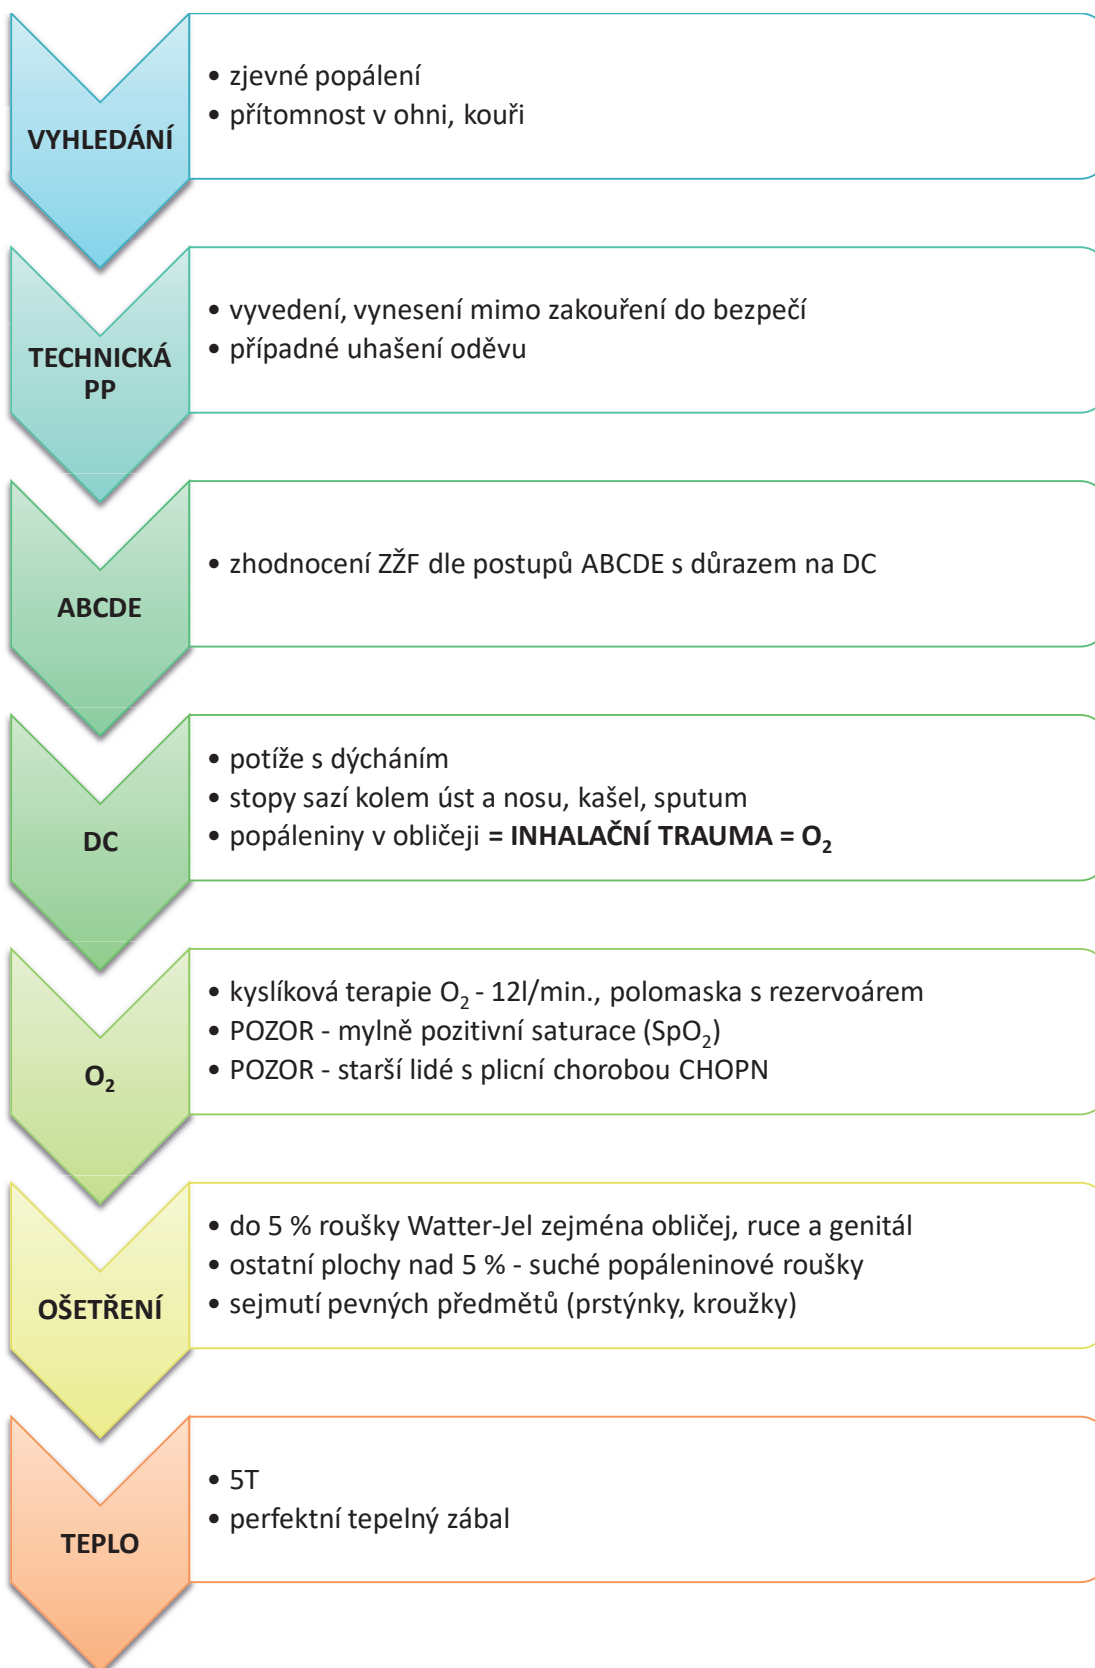 VYHLEDÁNÍ
• zjevné popálení
• přítomnost v ohni, kouři
TECHNICKÁ
PP
• vyvedení, vynesení mimo zakouření do bezpečí
• případné uhašení oděvu
ABCDE
• zhodnocení ZŽF dle postupů ABCDE s důrazem na DC
DC
• potíže s dýcháním
• stopy sazí kolem úst a nosu, kašel, sputum
• popáleniny v obličeji = INHALAČNÍ TRAUMA = O₂
O₂
• kyslíková terapie O₂ - 12l/min., polomaska s rezervoárem
• POZOR - mylně pozitivní saturace (SpO₂)
• POZOR - starší lidé s plicní chorobou CHOPN
OŠETŘENÍ
• do 5 % roušky Watter-Jel zejména obličej, ruce a genitál
• ostatní plochy nad 5 % - suché popáleninové roušky
• sejmutí pevných předmětů (prstýnky, kroužky)
TEPLO
• 5T
• perfektní tepelný zábal